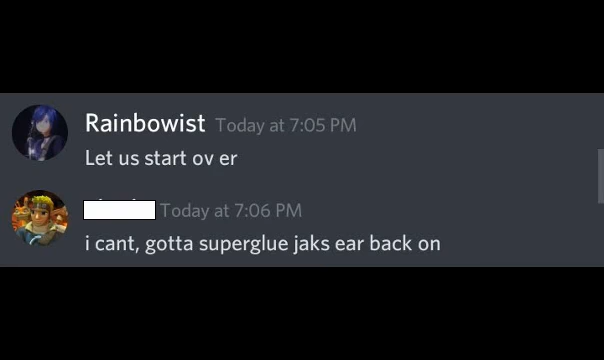 Rainbowist Today at 7:05 PM
Let us start ov er
Today at 7:06 PM
i cant, gotta superglue jaks ear back on